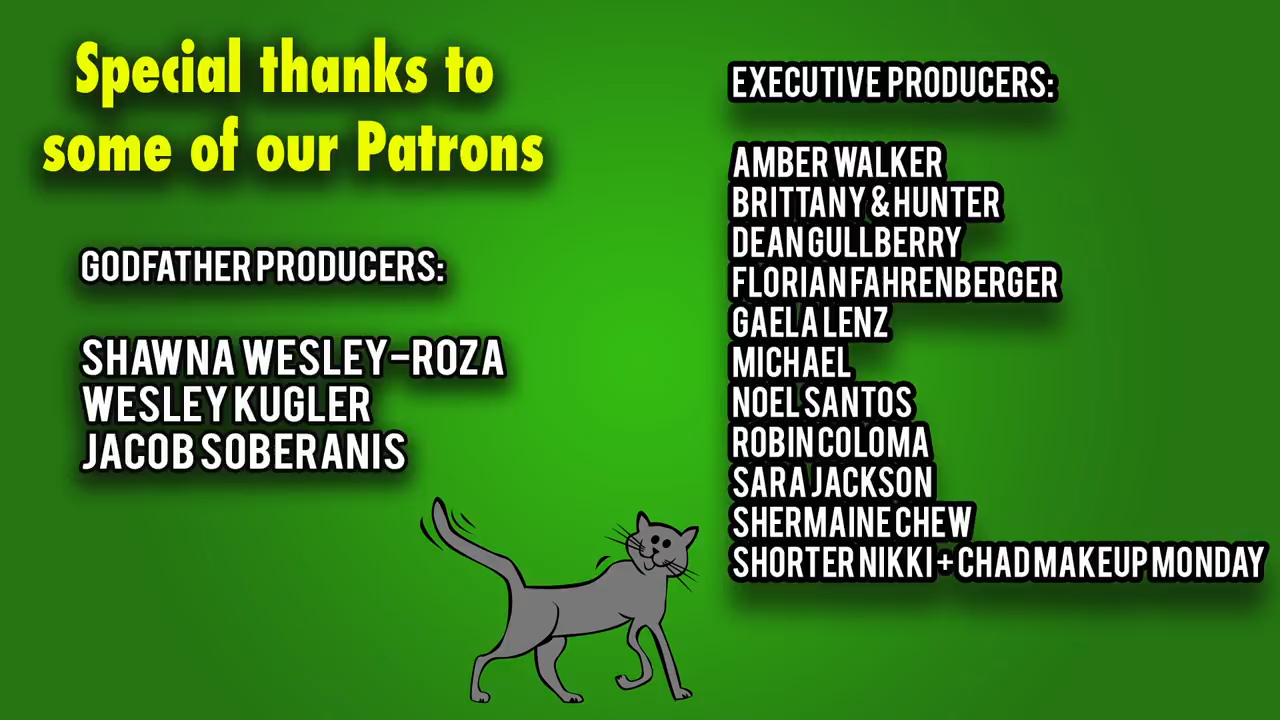 Special thanks to
some of our Patrons
GODFATHER PRODUCERS:
SHAWNA WESLEY-ROZA
WESLEY KUGLER
JACOB SOBERANIS
EXECUTIVE PRODUCERS:
AMBER WALKER
BRITTANY & HUNTER
DEAN GULLBERRY
FLORIAN FAHRENBERGER
GAELA LENZ
MICHAEL
NOEL SANTOS
ROBIN COLOMA
SARA JACKSON
SHERMAINE CHEW
SHORTER NIKKI + CHAD MAKEUP MONDAY